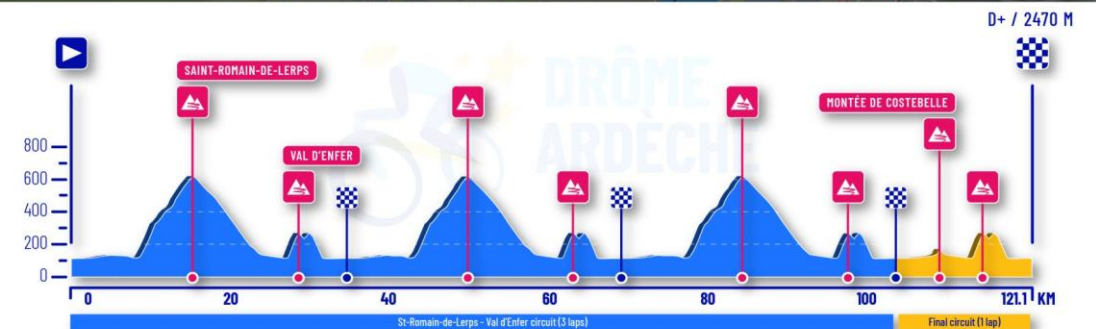 D+ / 2470 M
SAINT-ROMAIN-DE-LERPS
DRÔME
ARDÈCHE
MONTÉE DE COSTEBELLE
VAL D'ENFER
800
600
400
200
0
0 20 40 60 80 100 121.1 KM
St-Romain-de-Lerps - Val d'Enfer circuit (3 laps)
Final circuit (1 lap)